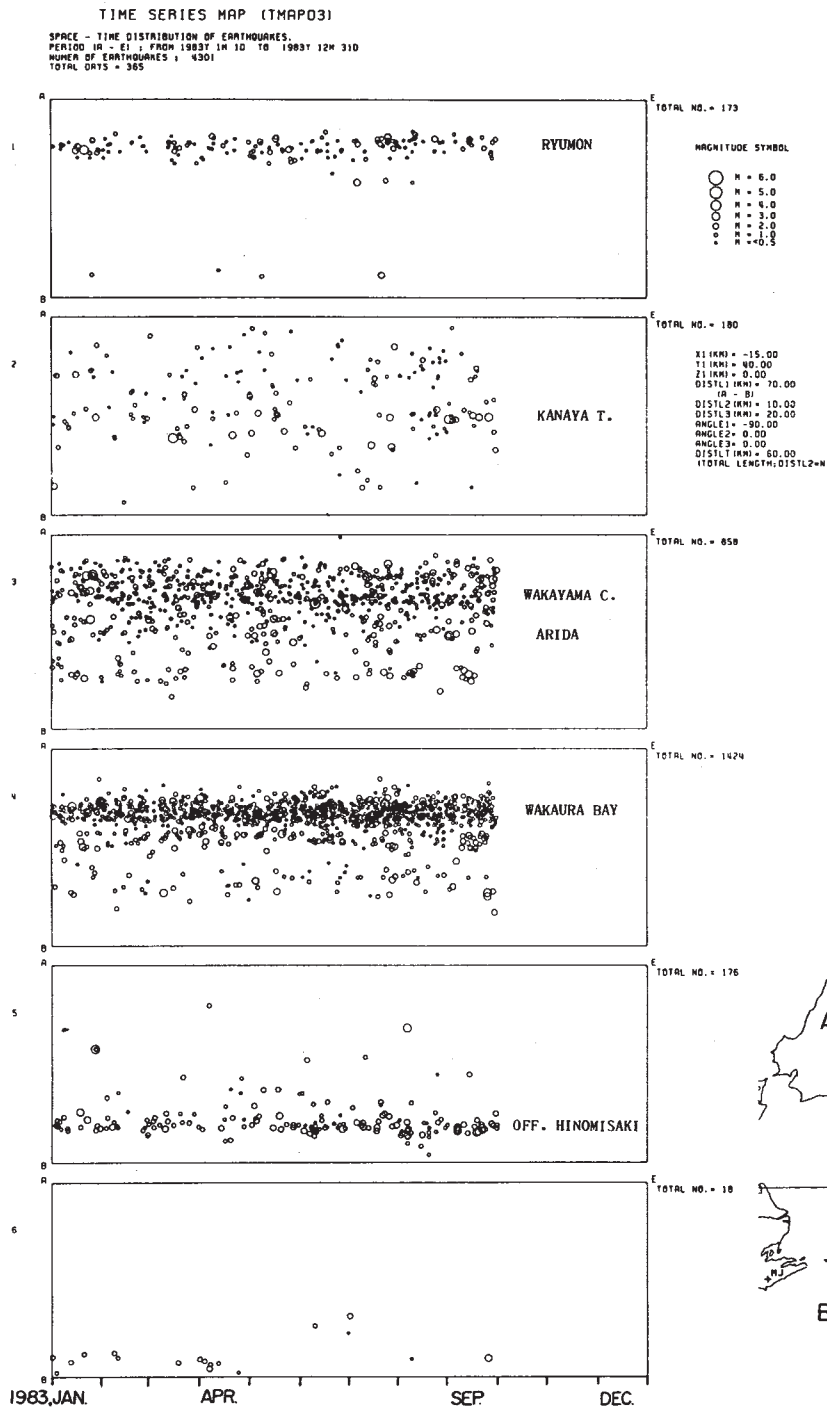 TIME SERIES MAP (TMAP03)
SPACE - TIME DISTRIBUTION OF EARTHQUAKES.
PERIOD (A - E) ; FROM 1983Y 1M 1D TO 1983Y 12M 31D
NUMER OF EARTHQUAKES ; 4301
TOTAL DAYS = 365
A
E
TOTAL NO. = 173
1
RYUMON
B
MAGNITUDE SYMBOL
M = 6.0
M = 5.0
M = 4.0
M = 3.0
M = 2.0
M = 1.0
M =<0.5
A
E
TOTAL NO. = 180
2
KANAYA T.
B
X1(KM) = -15.00
Y1(KM) = 40.00
Z1(KM) = 0.00
DISTL1(KM) = 70.00
(A - B)
DISTL2(KM) = 10.00
DISTL3(KM) = 20.00
ANGLE1= -90.00
ANGLE2= 0.00
ANGLE3= 0.00
DISTLT(KM) = 60.00
(TOTAL LENGTH;DISTL2*N
A
E
TOTAL NO. = 858
3
WAKAYAMA C.
ARIDA
B
A
E
TOTAL NO. = 1424
4
WAKAURA BAY
B
A
E
TOTAL NO. = 176
5
OFF. HINOMISAKI
B
A
E
TOTAL NO. = 18
6
B
A
MJ
B
1983,JAN. APR. SEP. DEC.